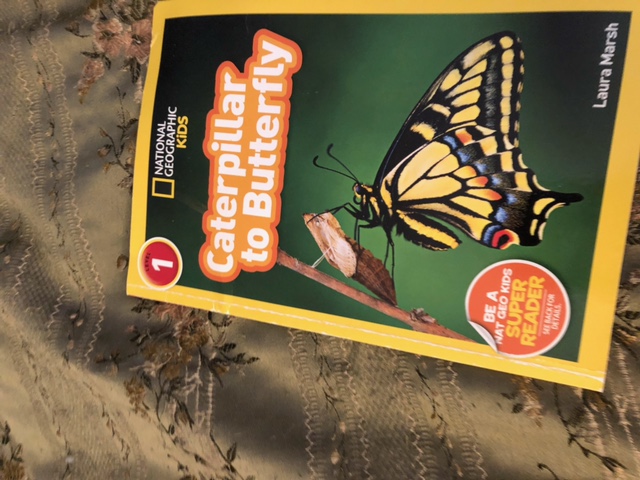 LEVEL
1
NATIONAL
GEOGRAPHIC
KiDS
Caterpillar
to Butterfly
BE A
NAT GEO KIDS
SUPER
READER
SEE BACK FOR
DETAILS.
Laura Marsh